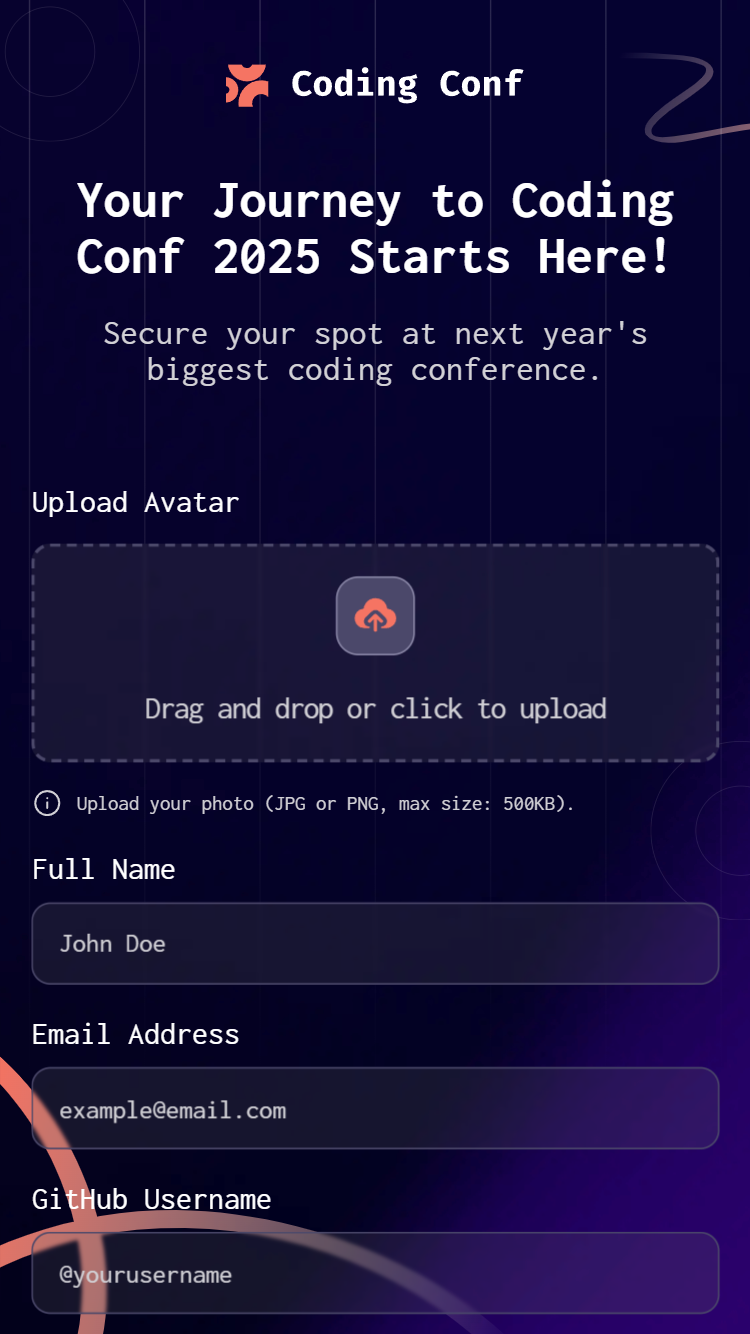 Coding Conf
Your Journey to Coding
Conf 2025 Starts Here!
Secure your spot at next year's
biggest coding conference.
Upload Avatar
Drag and drop or click to upload
Upload your photo (JPG or PNG, max size: 500KB).
Full Name
John Doe
Email Address
example@email.com
GitHub Username
@yourusername